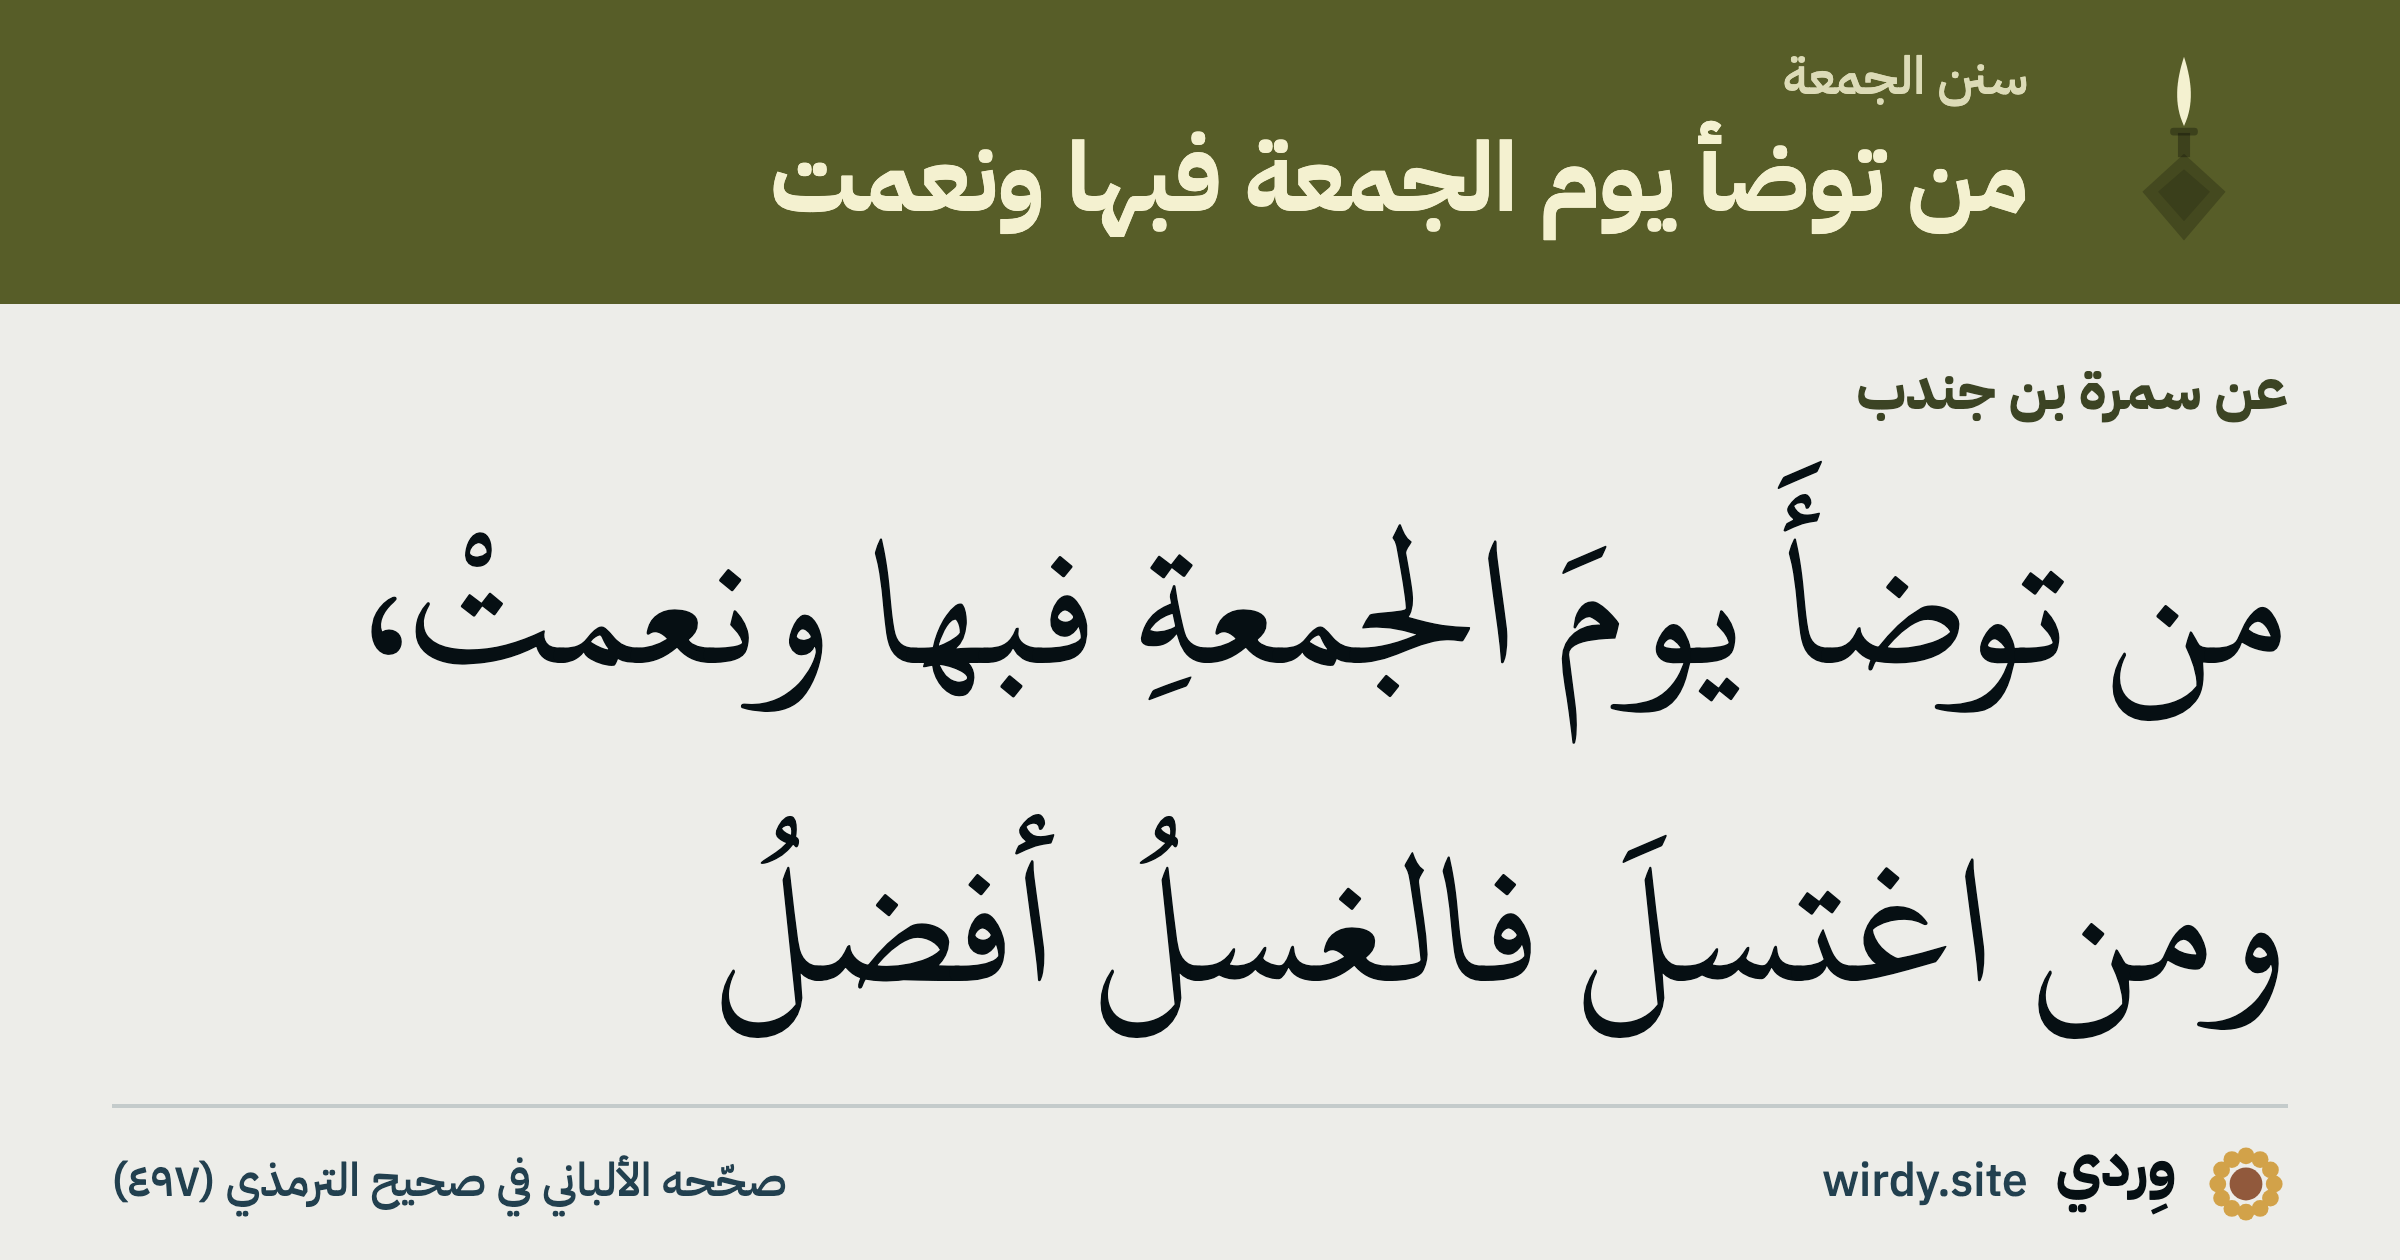 سنن الجمعة
من توضأ يوم الجمعة فبها ونعمت
عن سمرة بن جندب
من توضأَ يومَ الجمعةِ فبها ونعمتْ،
ومن اغتسلَ فالغسلُ أفضلُ
وِردي wirdy.site
صحّحه الألباني في صحيح الترمذي (٤٩٧)